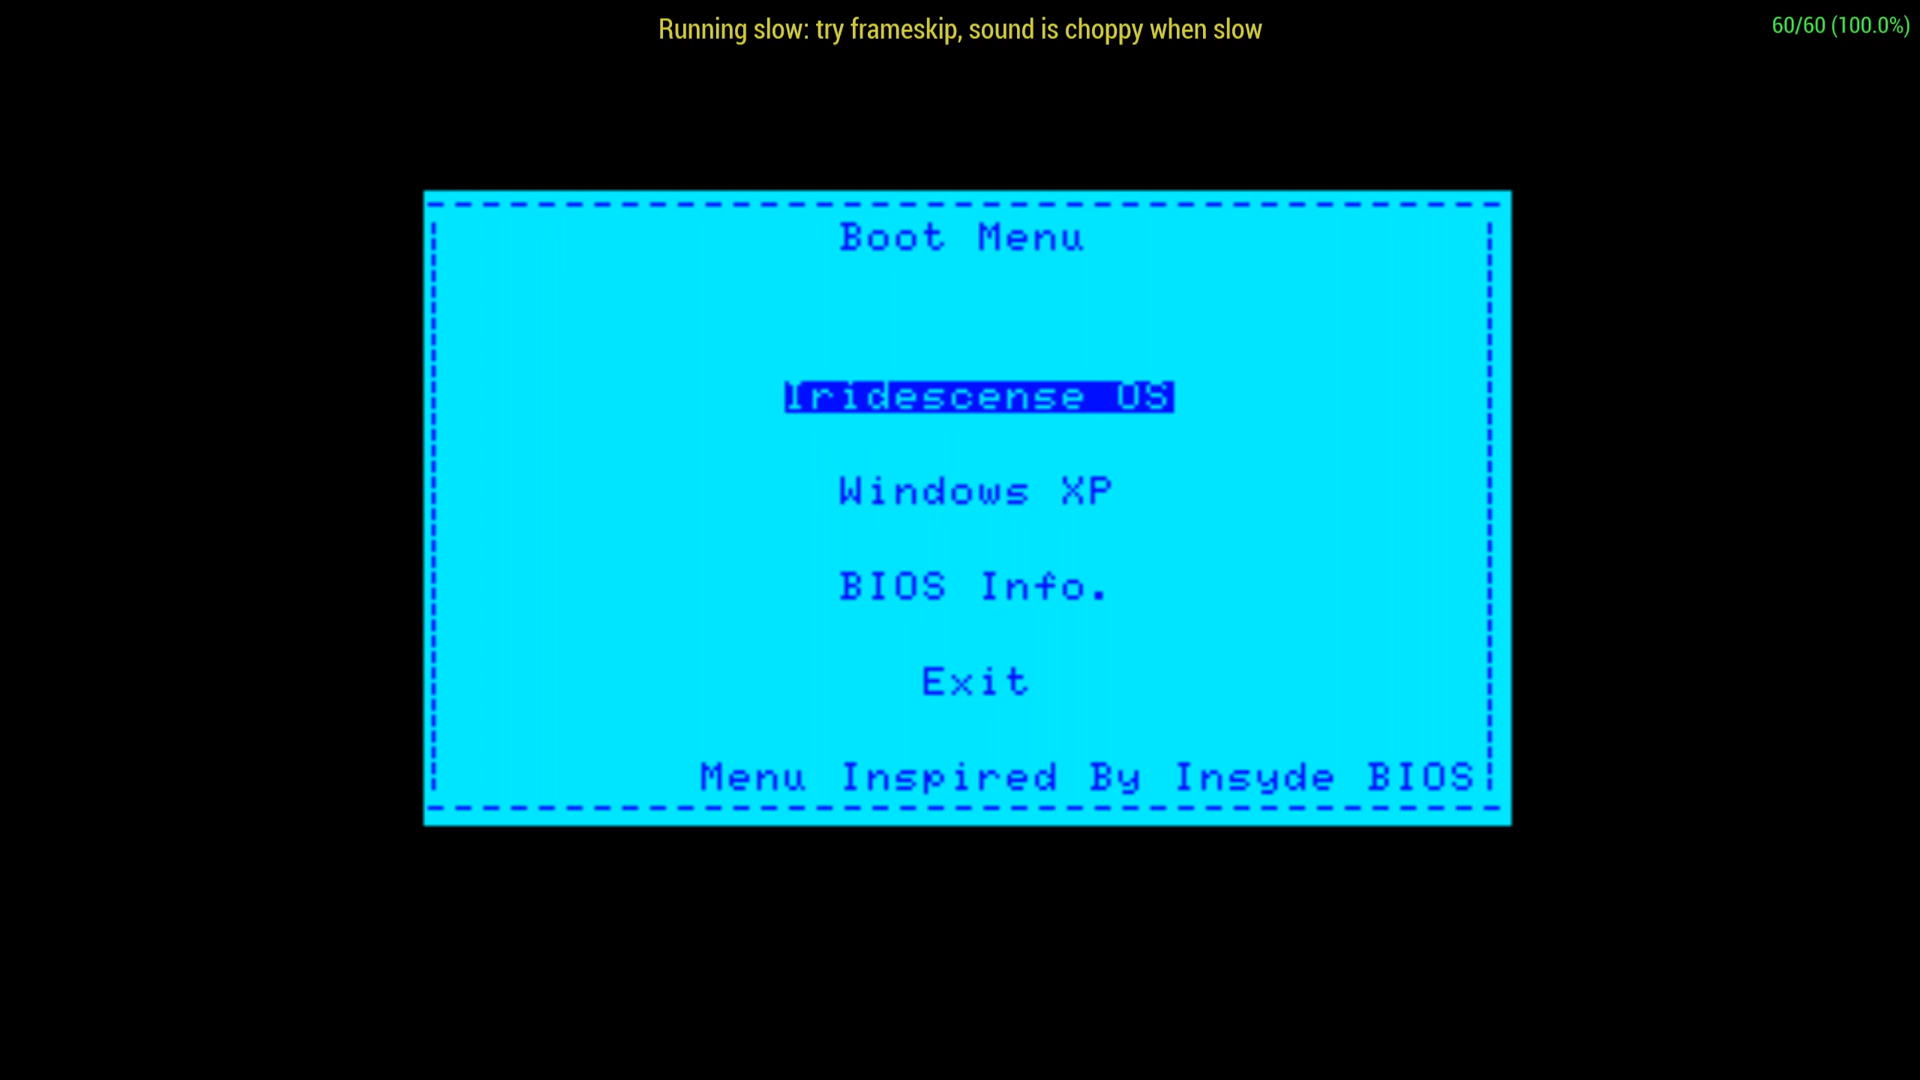 Running slow: try frameskip, sound is choppy when slow
60/60 (100.0%)
Boot Menu
Iridescense OS
Windows XP
BIOS Info.
Exit
Menu Inspired By Insyde BIOS